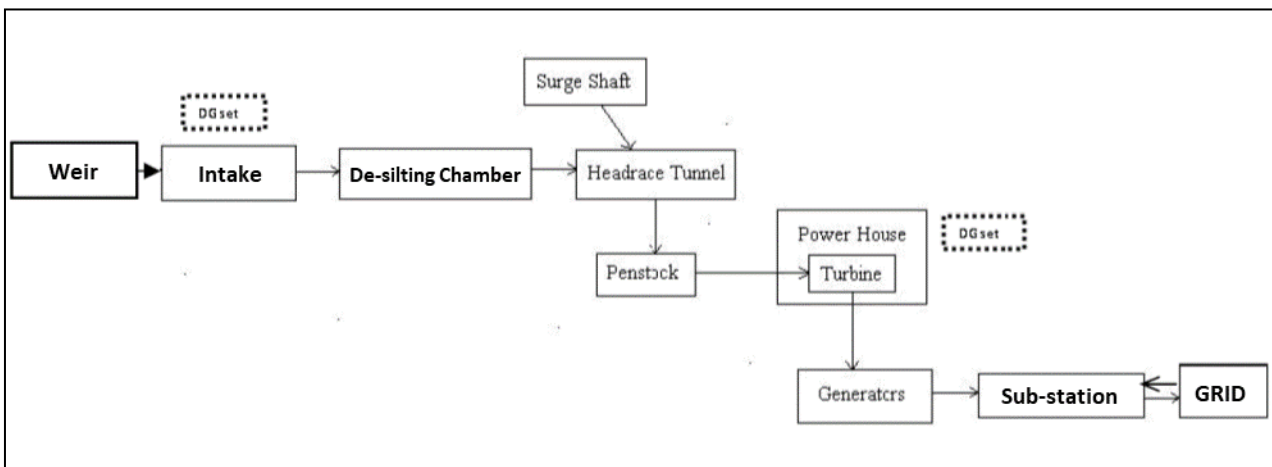 Surge Shaft
DG set
Weir
Intake
De-silting Chamber
Headrace Tunnel
Power House
DG set
Penstock
Turbine
Generators
Sub-station
GRID